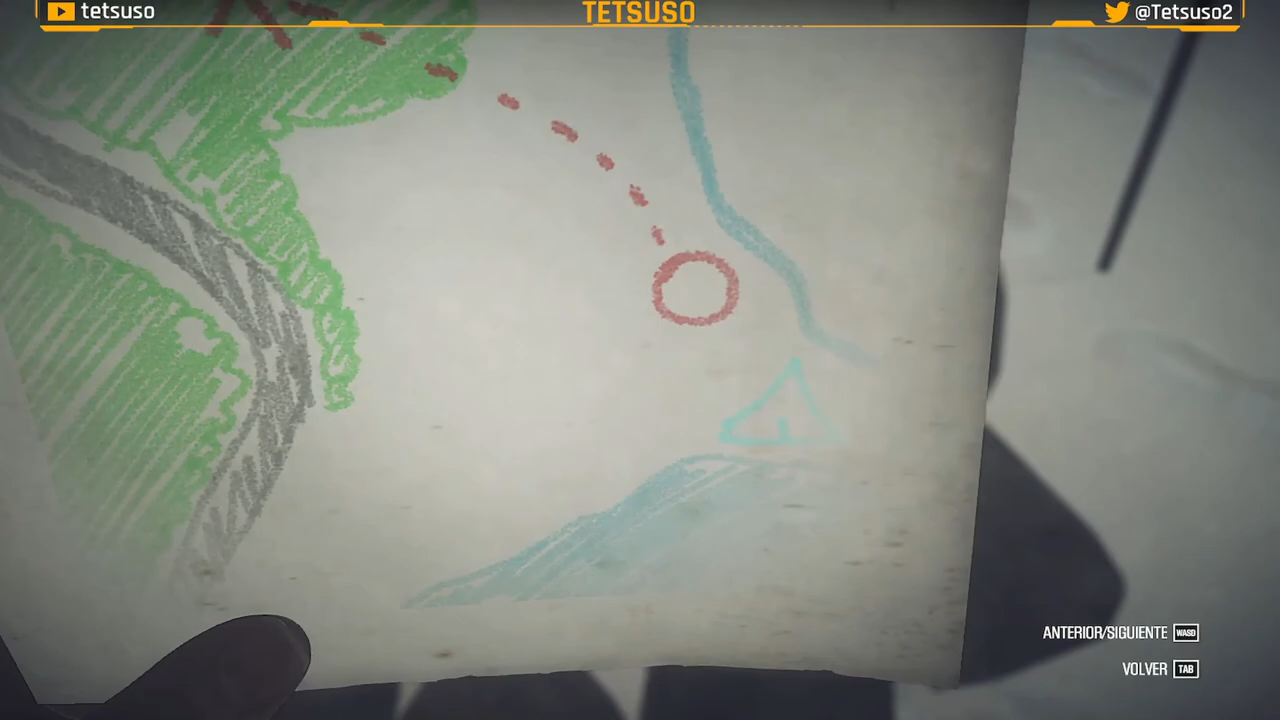 tetsuso
TETSUSO
@Tetsuso2
ANTERIOR/SIGUIENTE WASD
VOLVER TAB